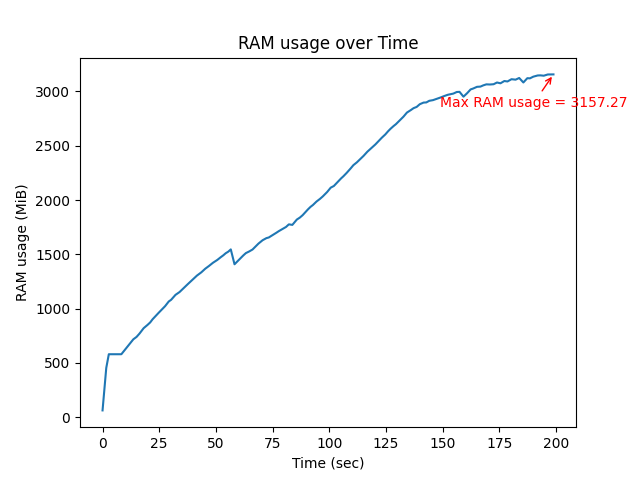 RAM usage over Time
RAM usage (MiB)
3000
2500
2000
1500
1000
500
0
Max RAM usage = 3157.27
0 25 50 75 100 125 150 175 200
Time (sec)